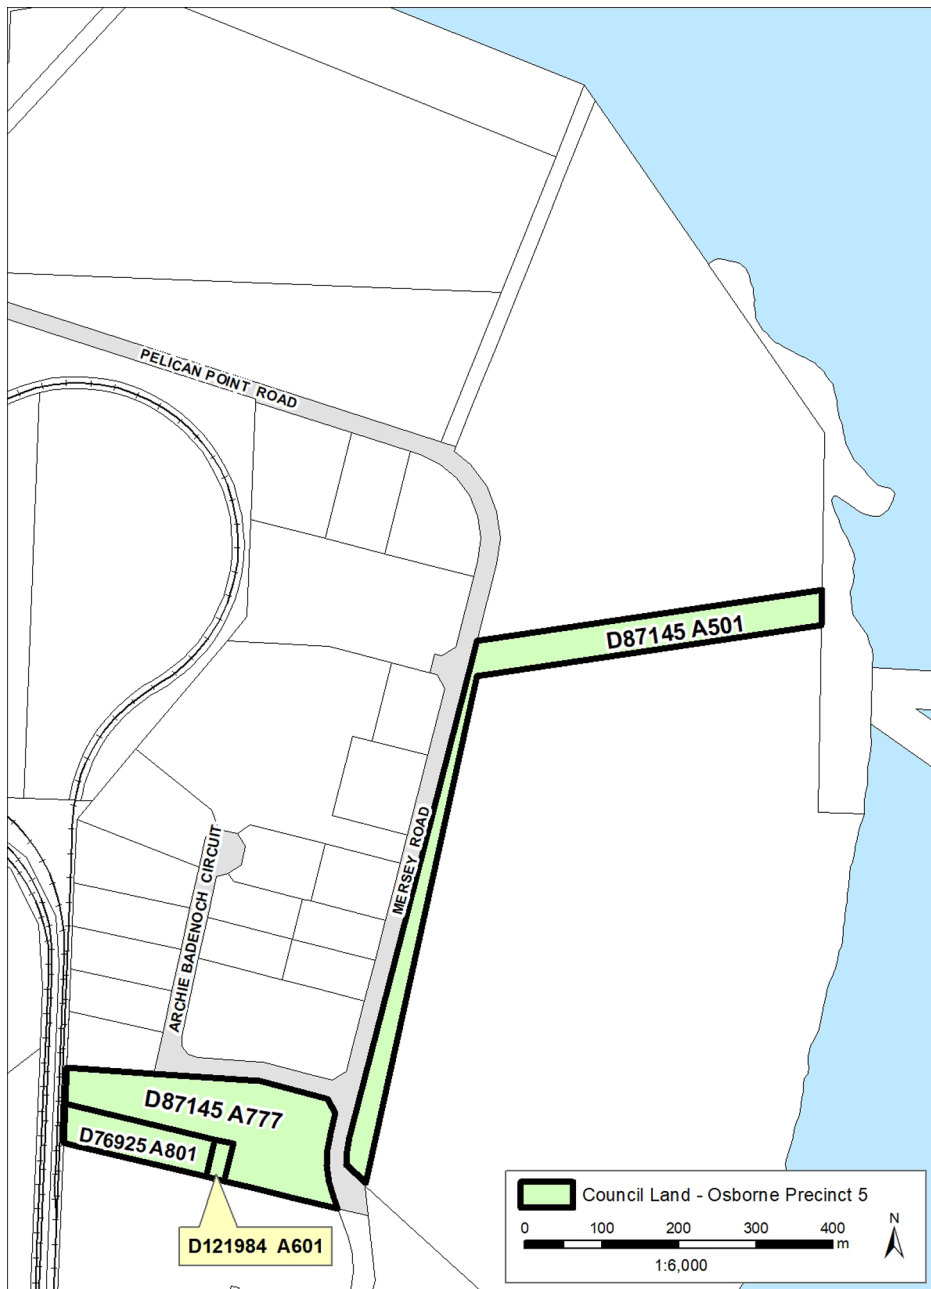 PELICAN POINT ROAD
D87145 A501
MERSEY ROAD
ARCHIE BADENOCH CIRCUIT
D87145 A777
D76925 A801
D121984 A601
Council Land - Osborne Precinct 5
0 100 200 300 400
m
1:6,000
N